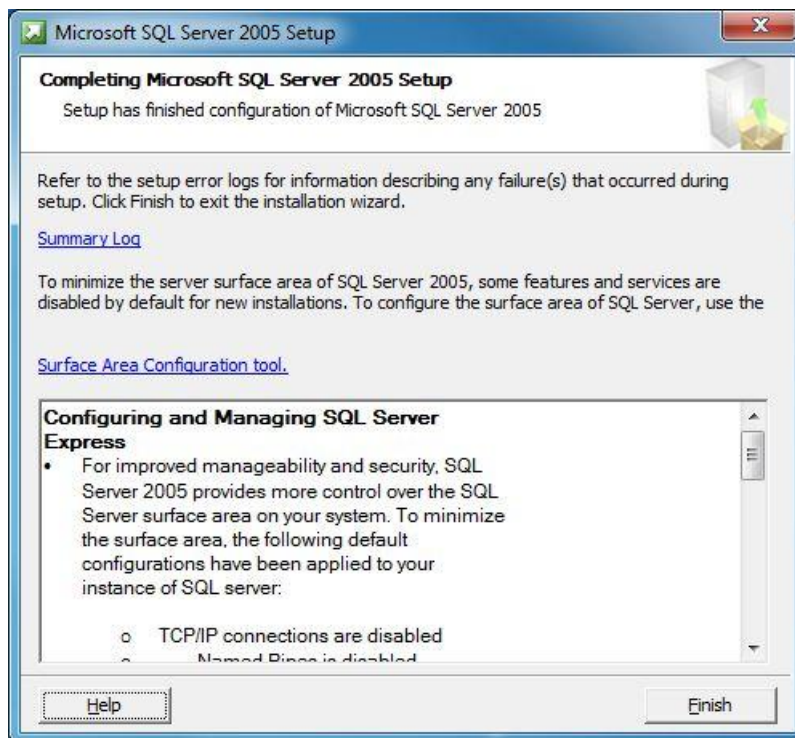 Microsoft SQL Server 2005 Setup
Completing Microsoft SQL Server 2005 Setup
Setup has finished configuration of Microsoft SQL Server 2005
Refer to the setup error logs for information describing any failure(s) that occurred during
setup. Click Finish to exit the installation wizard.
Summary Log
To minimize the server surface area of SQL Server 2005, some features and services are
disabled by default for new installations. To configure the surface area of SQL Server, use the
Surface Area Configuration tool.
Configuring and Managing SQL Server
Express
• For improved manageability and security, SQL
Server 2005 provides more control over the SQL
Server surface area on your system. To minimize
the surface area, the following default
configurations have been applied to your
instance of SQL server:
o TCP/IP connections are disabled
o Named Pipes is disabled
Help
Finish